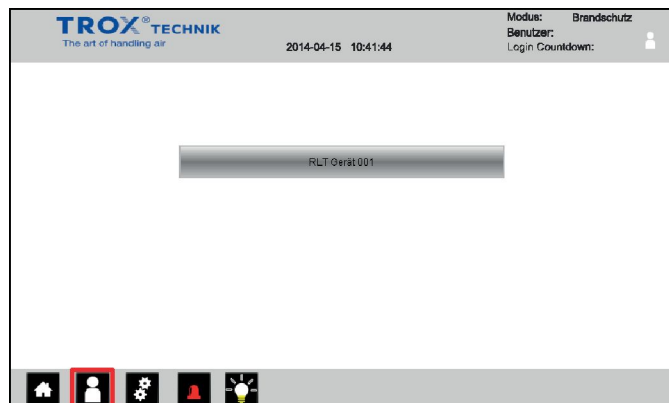 TROX® TECHNIK
The art of handling air
2014-04-15 10:41:44
Modus: Brandschutz
Benutzer:
Login Countdown:
RLT Gerät 001